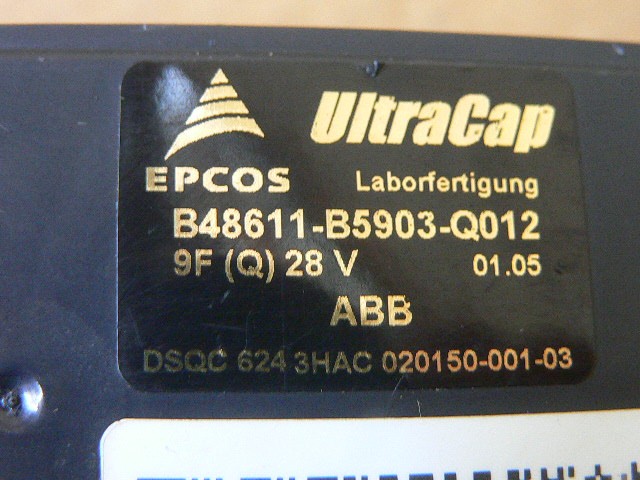 UltraCap
EPCOS Laborfertigung
B48611-B5903-Q012
9F (Q) 28 V 01.05
ABB
DSQC 624 3HAC 020150-001-03